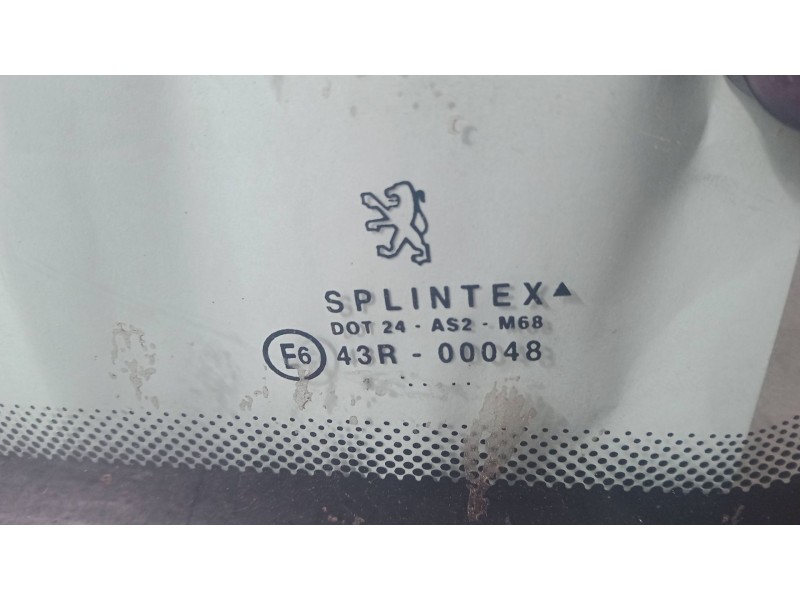 SPLINTEX▲
DOT 24 - AS2 - M68
E6 43R - 00048
.. .....